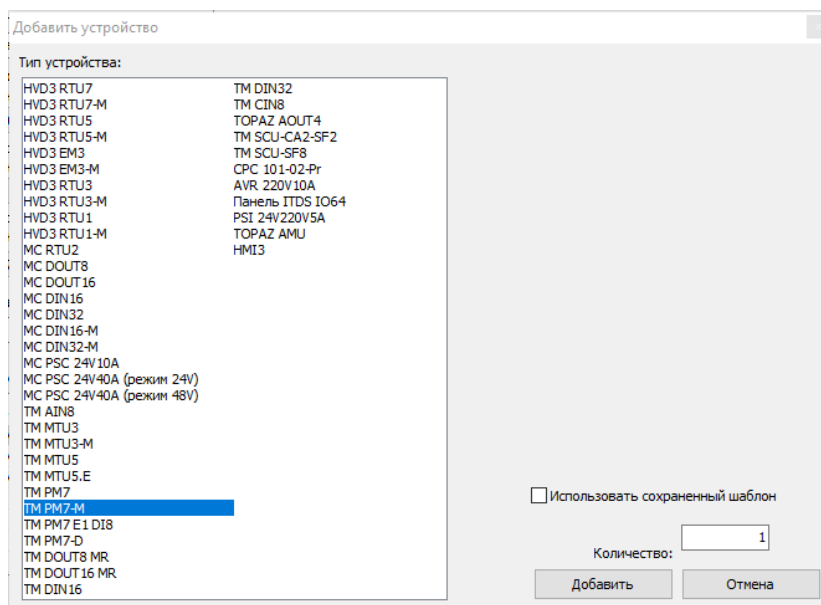 Добавить устройство
Тип устройства:
HVD3 RTU7
HVD3 RTU7-M
HVD3 RTU5
HVD3 RTU5-M
HVD3 EM3
HVD3 EM3-M
HVD3 RTU3
HVD3 RTU3-M
HVD3 RTU1
HVD3 RTU1-M
MC RTU2
MC DOUT8
MC DOUT16
MC DIN16
MC DIN32
MC DIN16-M
MC DIN32-M
MC PSC 24V10A
MC PSC 24V40A (режим 24V)
MC PSC 24V40A (режим 48V)
TM AIN8
TM MTU3
TM MTU3-M
TM MTU5
TM MTU5.E
TM PM7
TM PM7-M
TM PM7 E1 DI8
TM PM7-D
TM DOUT8 MR
TM DOUT16 MR
TM DIN16
TM DIN32
TM CIN8
TOPAZ AOUT4
TM SCU-CA2-SF2
TM SCU-SF8
CPC 101-02-Pr
AVR 220V10A
Панель ITDS IO64
PSI 24V220V5A
TOPAZ AMU
HMI3
Использовать сохраненный шаблон
Количество: 1
Добавить Отмена